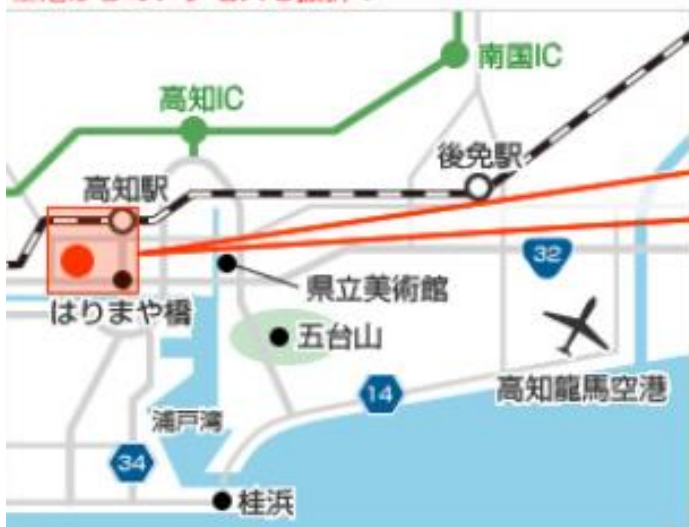 南国IC
高知IC
後免駅
高知駅
32
県立美術館
はりまや橋
五台山
高知龍馬空港
14
浦戸湾
34
桂浜